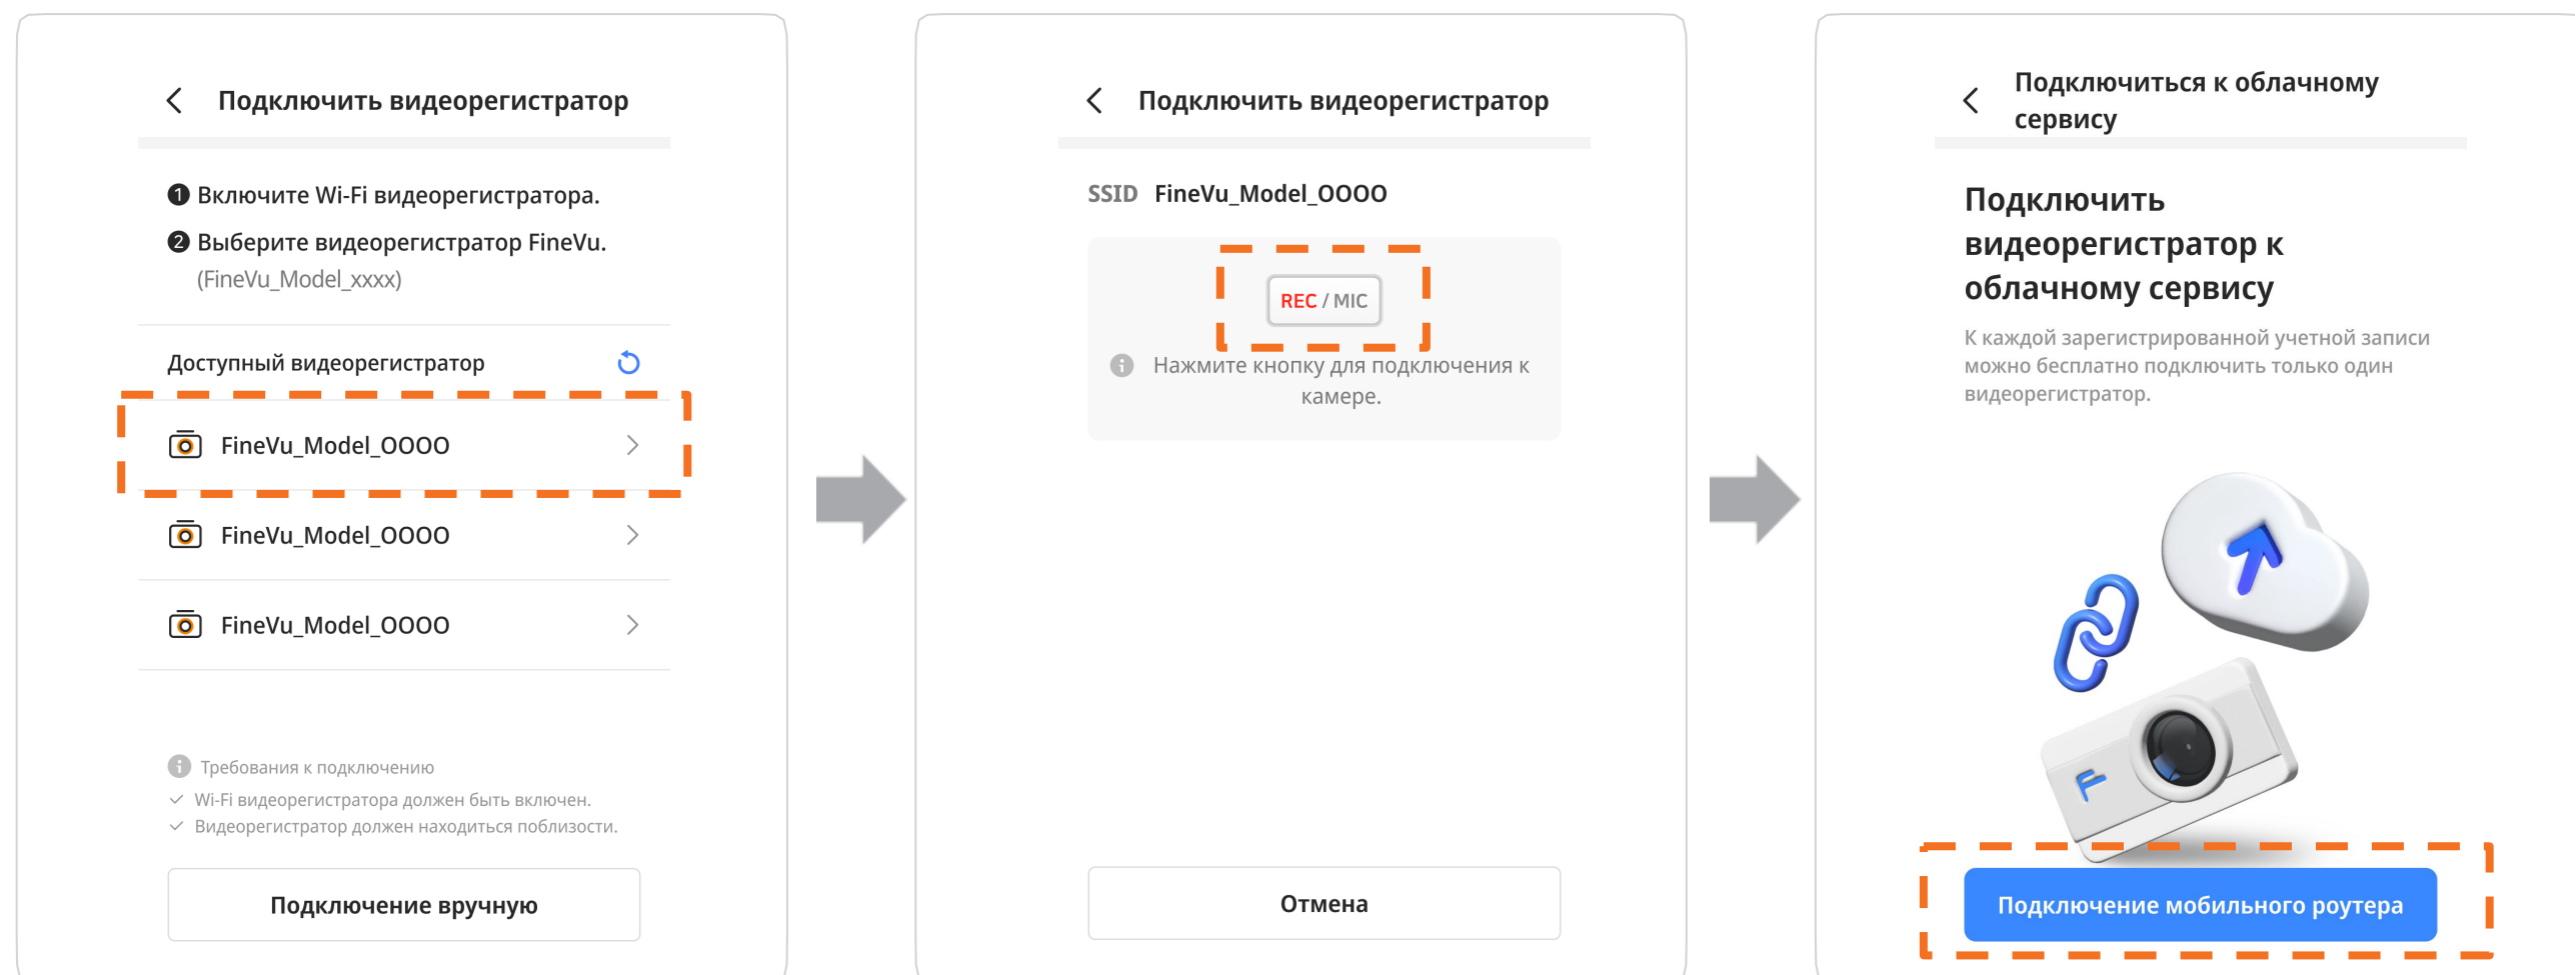 Подключить видеорегистратор
1 Включите Wi-Fi видеорегистратора.
2 Выберите видеорегистратор FineVu.
(FineVu_Model_xxxx)
Доступный видеорегистратор
FineVu_Model_OOOO
FineVu_Model_OOOO
FineVu_Model_OOOO
Требования к подключению
Wi-Fi видеорегистратора должен быть включен.
Видеорегистратор должен находиться поблизости.
Подключение вручную
Подключить видеорегистратор
SSID FineVu_Model_OOOO
REC / MIC
Нажмите кнопку для подключения к
камере.
Отмена
Подключиться к облачному
сервису
Подключить
видеорегистратор к
облачному сервису
К каждой зарегистрированной учетной записи
можно бесплатно подключить только один
видеорегистратор.
F
Подключение мобильного роутера